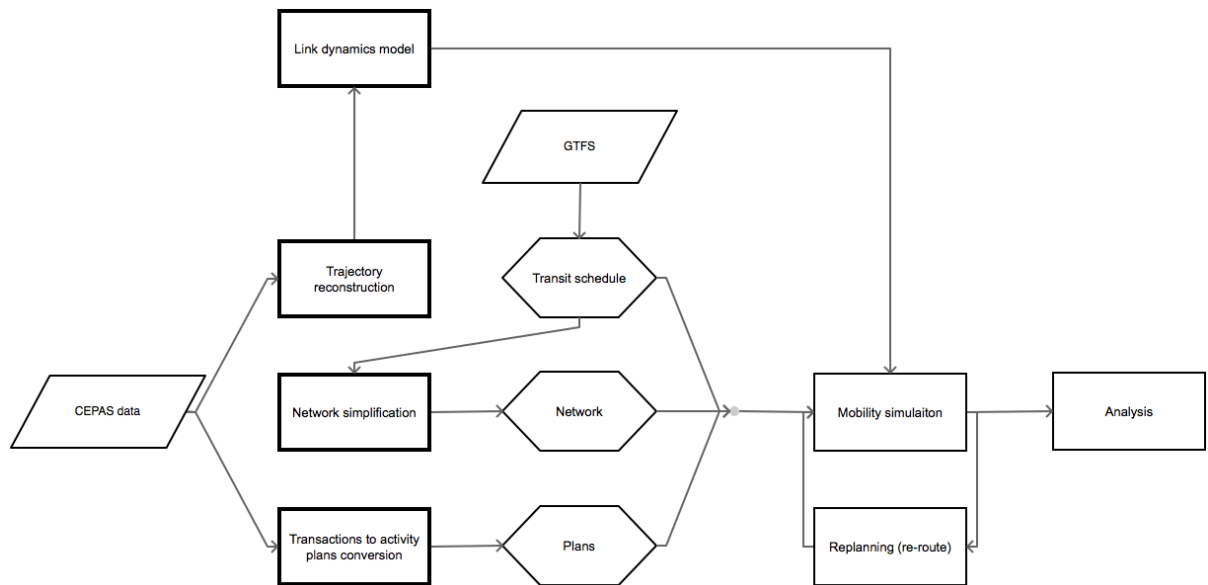 Link dynamics model
GTFS
Trajectory
reconstruction
Transit schedule
CEPAS data
Network simplification
Network
Mobility simulaiton
Analysis
Transactions to activity
plans conversion
Plans
Replanning (re-route)